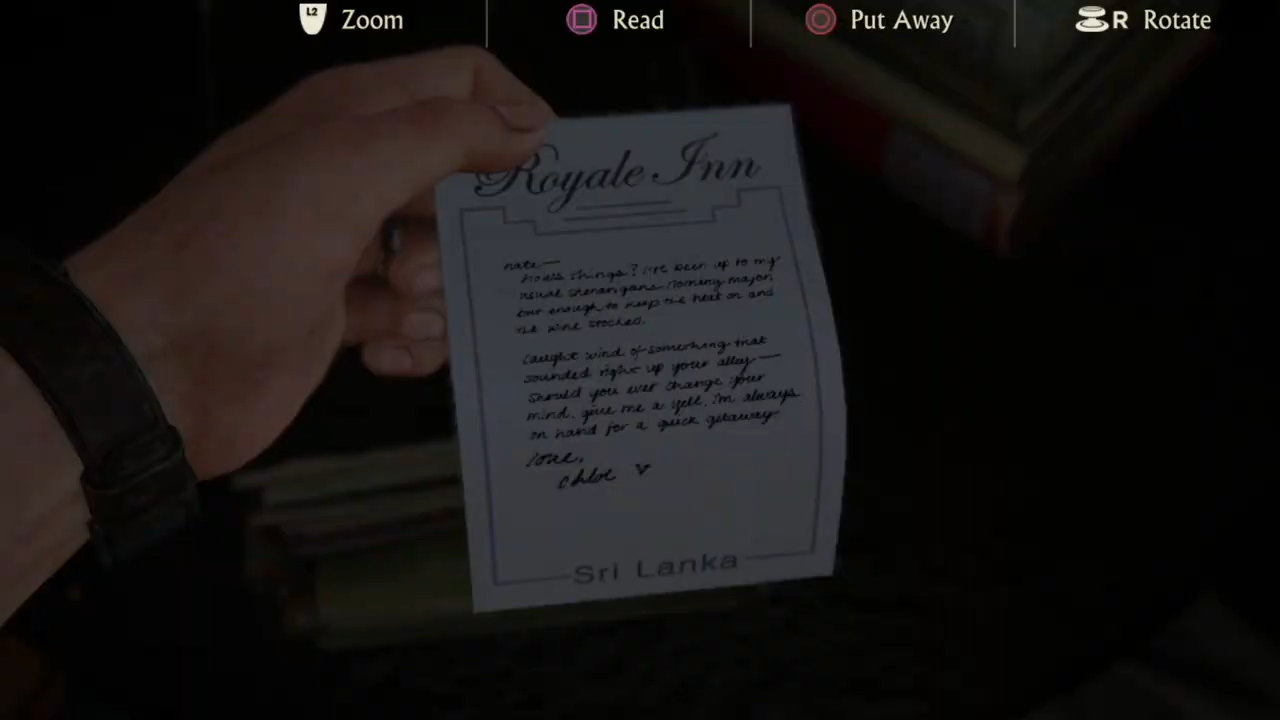 L2 Zoom
Read
Put Away
R Rotate
Royale Inn
nate—
how's things? i've been up to my
usual shenanigans. nothing major,
but enough to keep the heat on and
the wine stocked.
caught wind of something that
sounded right up your alley—
should you ever change your
mind, give me a yell. i'm always
on hand for a quick getaway.
love,
chloe
Sri Lanka